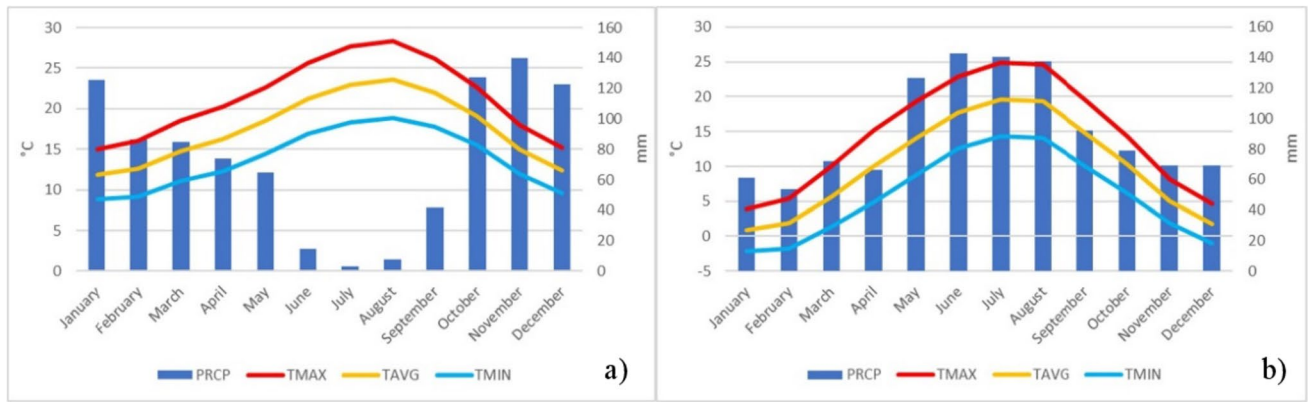 30
25
20
15
10
5
0
°C
160
140
120
100
80
60
40
20
0
mm
January
February
March
April
May
June
July
August
September
October
November
December
PRCP TMAX TAVG TMIN
a)
30
25
20
15
10
5
0
-5
°C
160
140
120
100
80
60
40
20
0
mm
January
February
March
April
May
June
July
August
September
October
November
December
PRCP TMAX TAVG TMIN
b)